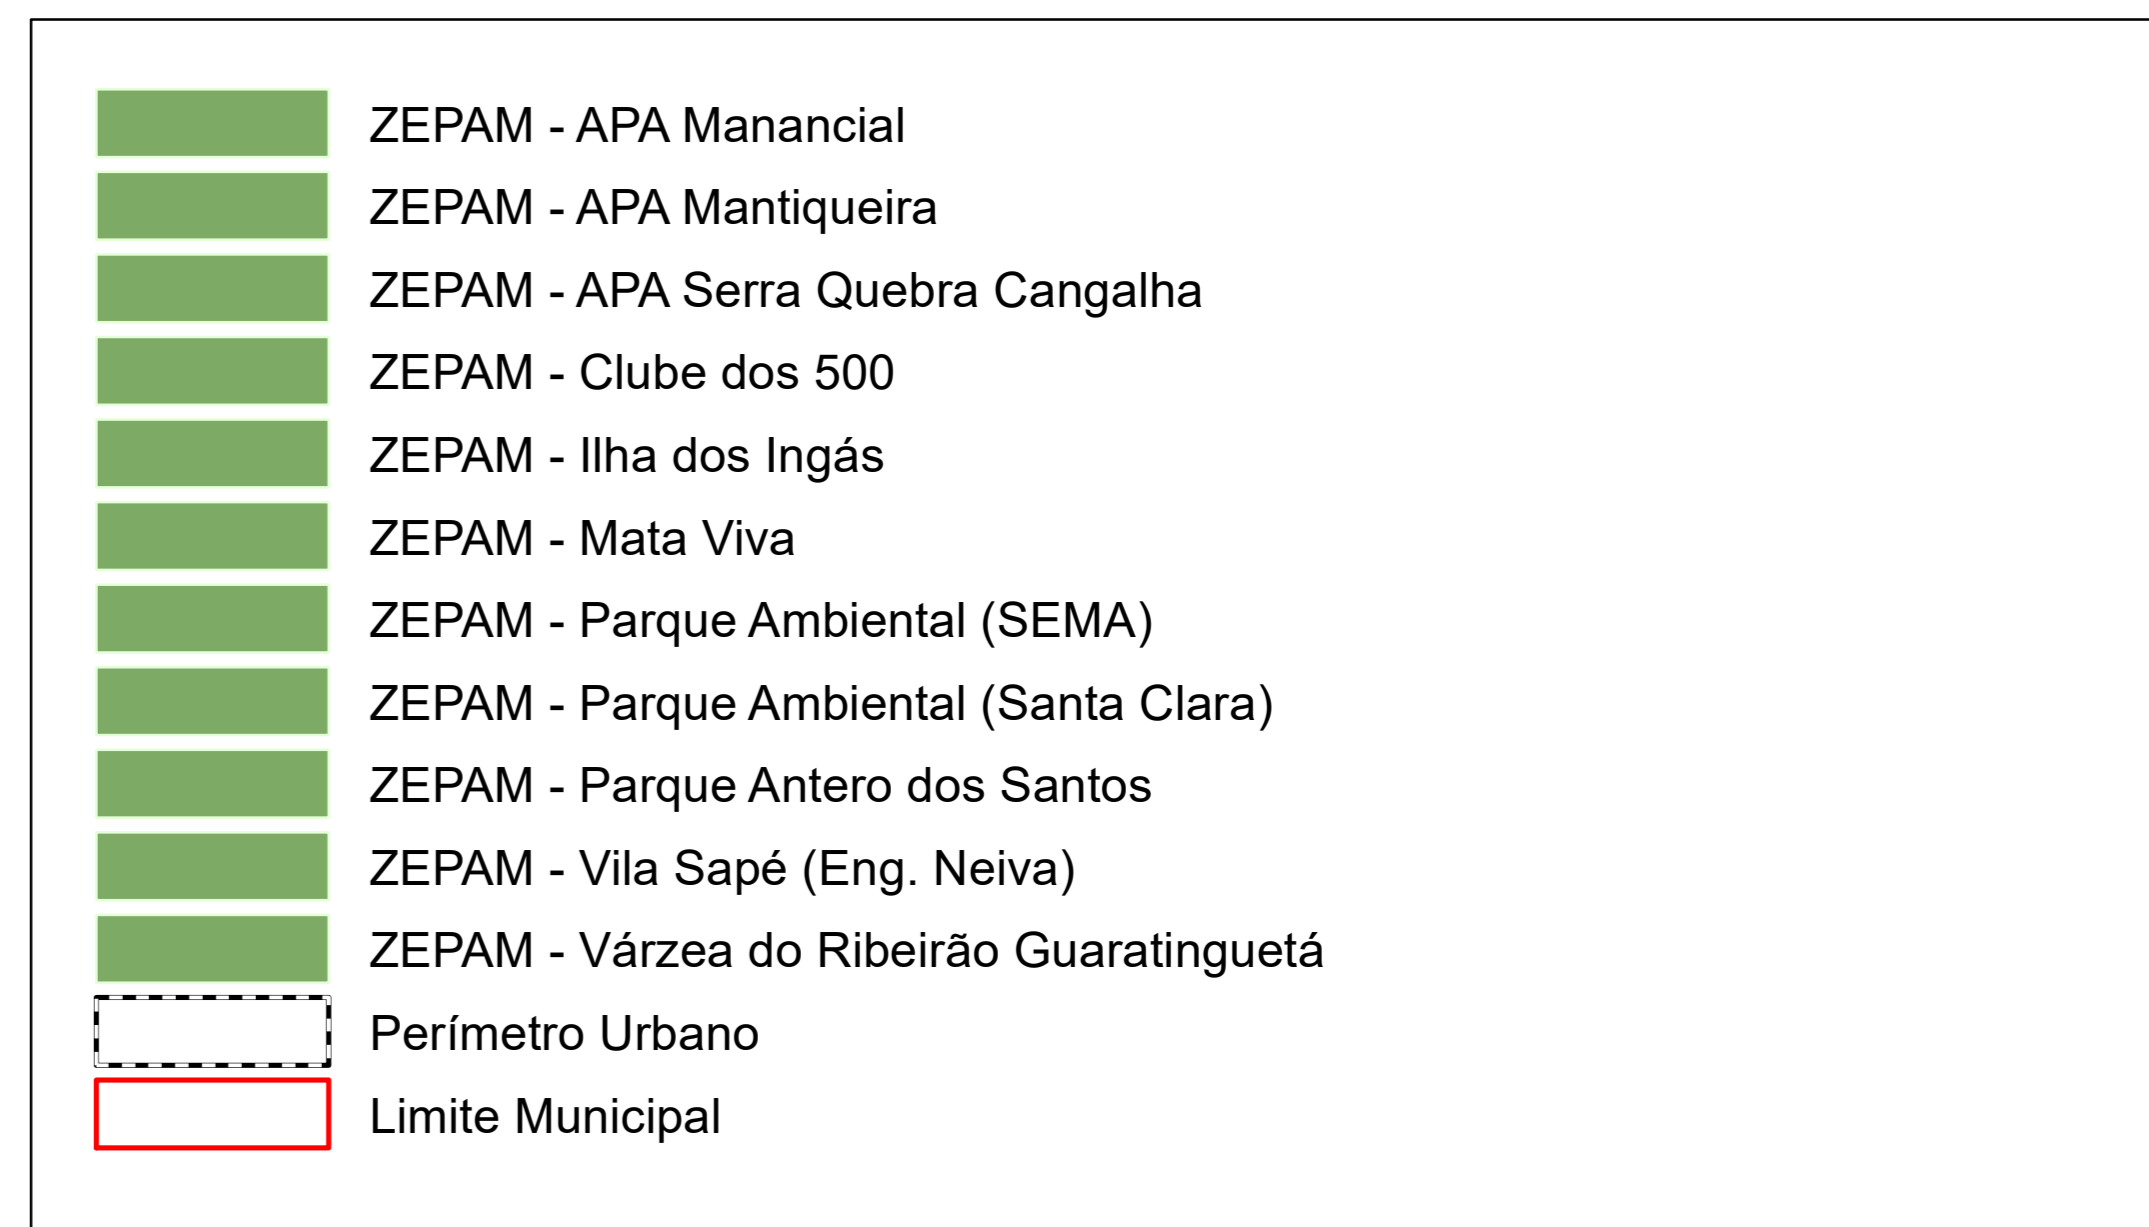 ZEPAM - APA Manancial
ZEPAM - APA Mantiqueira
ZEPAM - APA Serra Quebra Cangalha
ZEPAM - Clube dos 500
ZEPAM - Ilha dos Ingás
ZEPAM - Mata Viva
ZEPAM - Parque Ambiental (SEMA)
ZEPAM - Parque Ambiental (Santa Clara)
ZEPAM - Parque Antero dos Santos
ZEPAM - Vila Sapé (Eng. Neiva)
ZEPAM - Várzea do Ribeirão Guaratinguetá
Perímetro Urbano
Limite Municipal